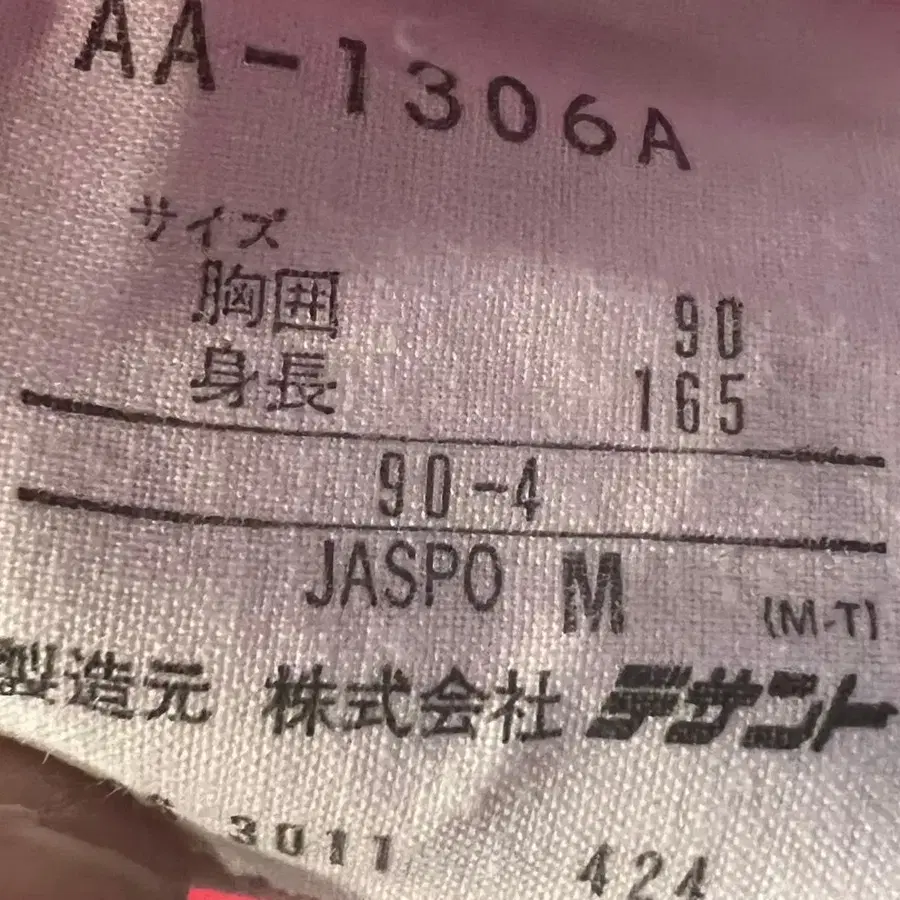 AA-1306A
サイズ
胸囲 90
身長 165
90-4
JASPO M (M-T)
製造元 株式会社 デサント
3011 424